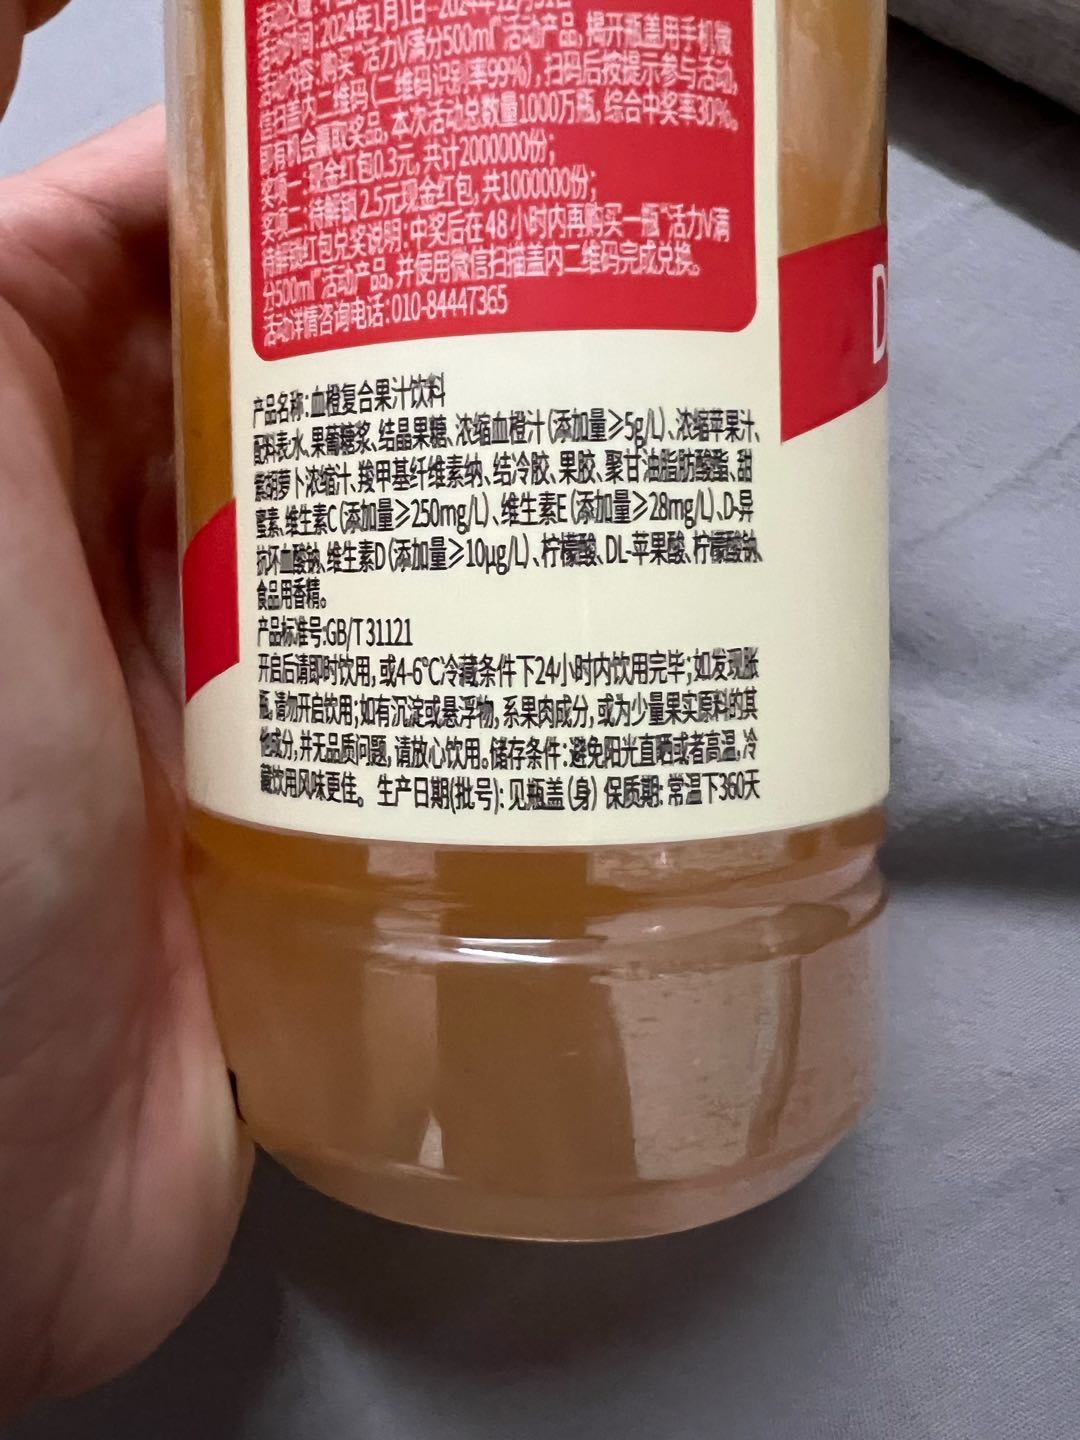 活动时间:2024年1月1日--2024年12月31日
活动内容:购买“活力V满分500ml”活动产品,揭开瓶盖用手机微
信扫盖内二维码(二维码识别率99%),扫码后按提示参与活动,
即有机会赢取奖品,本次活动总数量1000万瓶,综合中奖率30%。
奖项一:现金红包0.3元,共计2000000份;
奖项二:待解锁2.5元现金红包,共1000000份;
待解锁红包兑奖说明:中奖后在48小时内再购买一瓶“活力V满
分500ml”活动产品,并使用微信扫描盖内二维码完成兑换。
活动详情咨询电话:010-84447365
D
产品名称:血橙复合果汁饮料
配料表:水、果葡糖浆、结晶果糖、浓缩血橙汁(添加量≥5g/L)、浓缩苹果汁、
紫胡萝卜浓缩汁、羧甲基纤维素钠、结冷胶、果胶、聚甘油脂肪酸酯、甜
蜜素、维生素C(添加量≥250mg/L)、维生素E(添加量≥28mg/L)、D-异
抗坏血酸钠、维生素D(添加量≥10μg/L)、柠檬酸、DL-苹果酸、柠檬酸钠、
食品用香精。
产品标准号:GB/T 31121
开启后请即时饮用,或4-6℃冷藏条件下24小时内饮用完毕;如发现胀
瓶,请勿开启饮用;如有沉淀或悬浮物,系果肉成分,或为少量果实原料的其
他成分,并无品质问题,请放心饮用。储存条件:避免阳光直晒或者高温,冷
藏饮用风味更佳。 生产日期(批号): 见瓶盖(身) 保质期:常温下360天